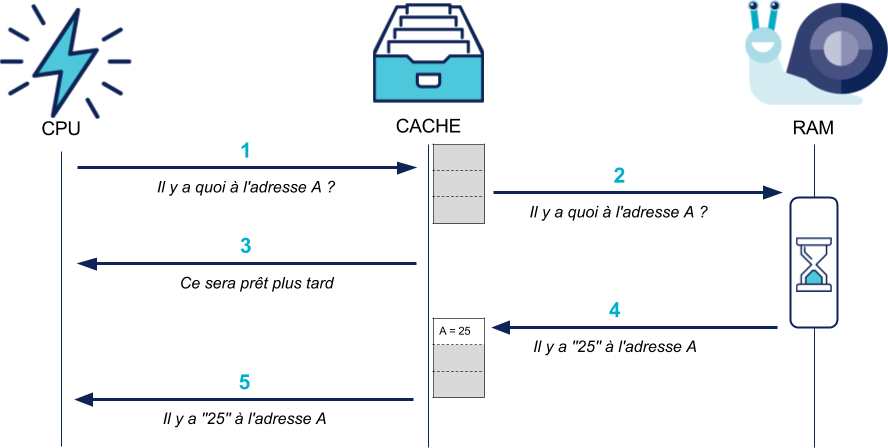 CPU
CACHE
RAM
1
Il y a quoi à l'adresse A ?
2
Il y a quoi à l'adresse A ?
3
Ce sera prêt plus tard
4
Il y a "25" à l'adresse A
A = 25
5
Il y a "25" à l'adresse A